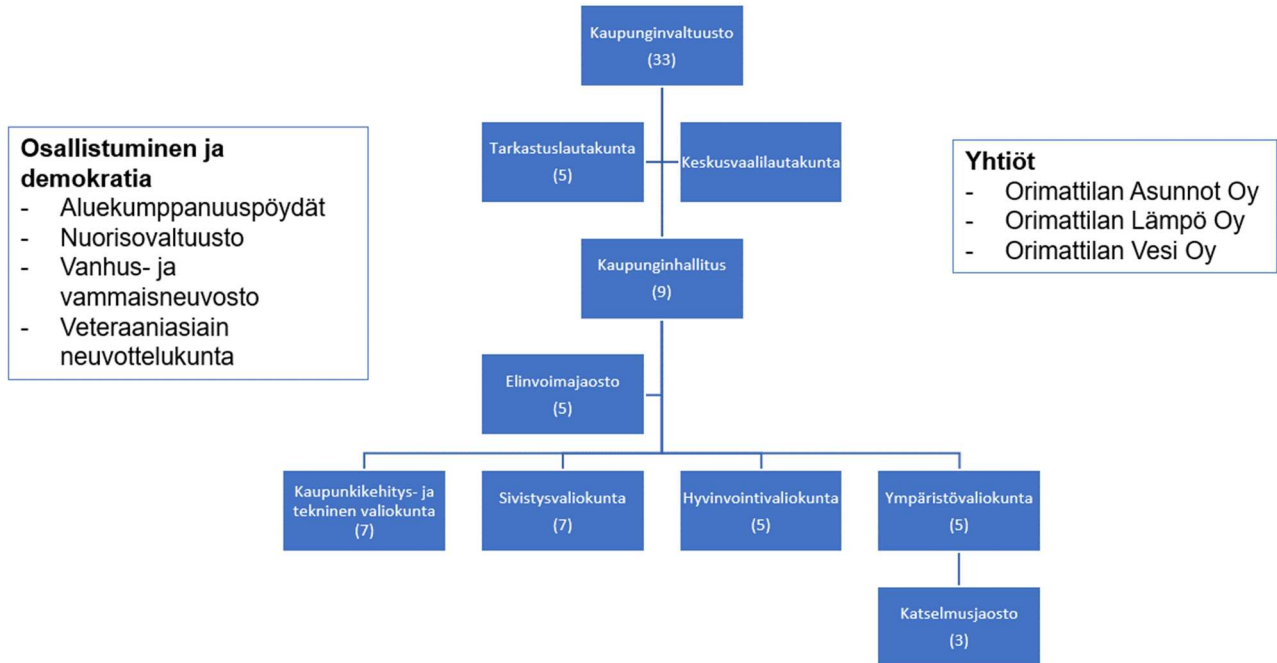 Kaupunginvaltuusto
(33)
Osallistuminen ja
demokratia
- Aluekumppanuuspöydät
- Nuorisovaltuusto
- Vanhus- ja
vammaisneuvosto
- Veteraaniasiain
neuvottelukunta
Tarkastuslautakunta
(5)
Keskusvaalilautakunta
Yhtiöt
- Orimattilan Asunnot Oy
- Orimattilan Lämpö Oy
- Orimattilan Vesi Oy
Kaupunginhallitus
(9)
Elinvoimajaosto
(5)
Kaupunkikehitys- ja
tekninen valiokunta
(7)
Sivistysvaliokunta
(7)
Hyvinvointivaliokunta
(5)
Ympäristövaliokunta
(5)
Katselmusjaosto
(3)